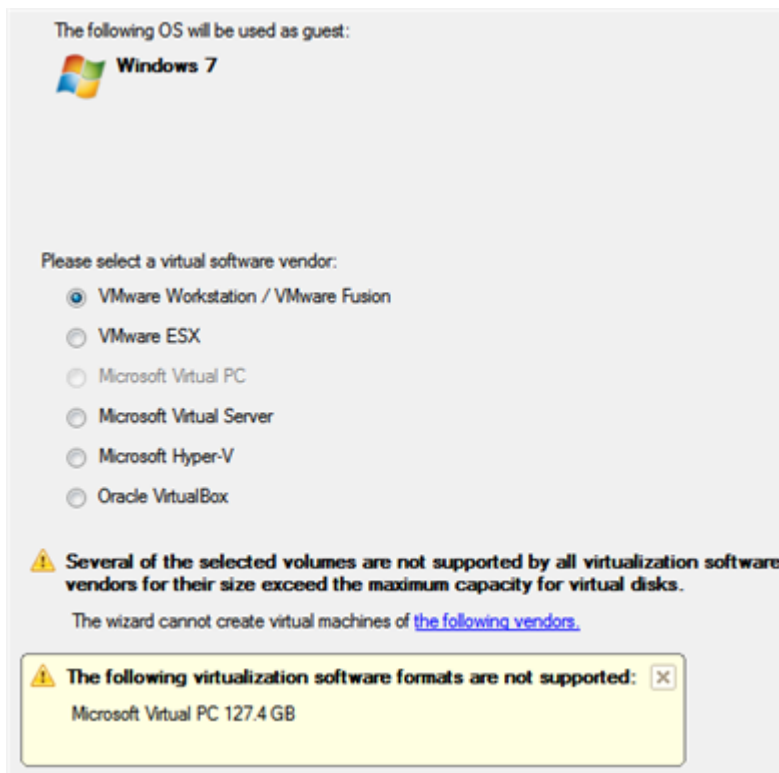 The following OS will be used as guest:
Windows 7
Please select a virtual software vendor:
VMware Workstation / VMware Fusion
VMware ESX
Microsoft Virtual PC
Microsoft Virtual Server
Microsoft Hyper-V
Oracle VirtualBox
Several of the selected volumes are not supported by all virtualization software
vendors for their size exceed the maximum capacity for virtual disks.
The wizard cannot create virtual machines of the following vendors.
The following virtualization software formats are not supported:
Microsoft Virtual PC 127.4 GB